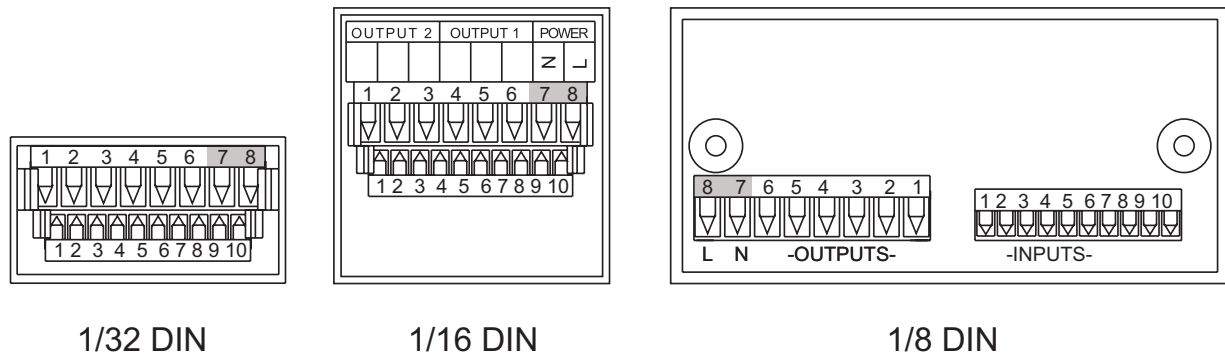 1 2 3 4 5 6 7 8
1 2 3 4 5 6 7 8 9 10
1/32 DIN
OUTPUT 2 OUTPUT 1 POWER
N L
1 2 3 4 5 6 7 8
1 2 3 4 5 6 7 8 9 10
1/16 DIN
8 7 6 5 4 3 2 1
L N -OUTPUTS-
1 2 3 4 5 6 7 8 9 10
-INPUTS-
1/8 DIN